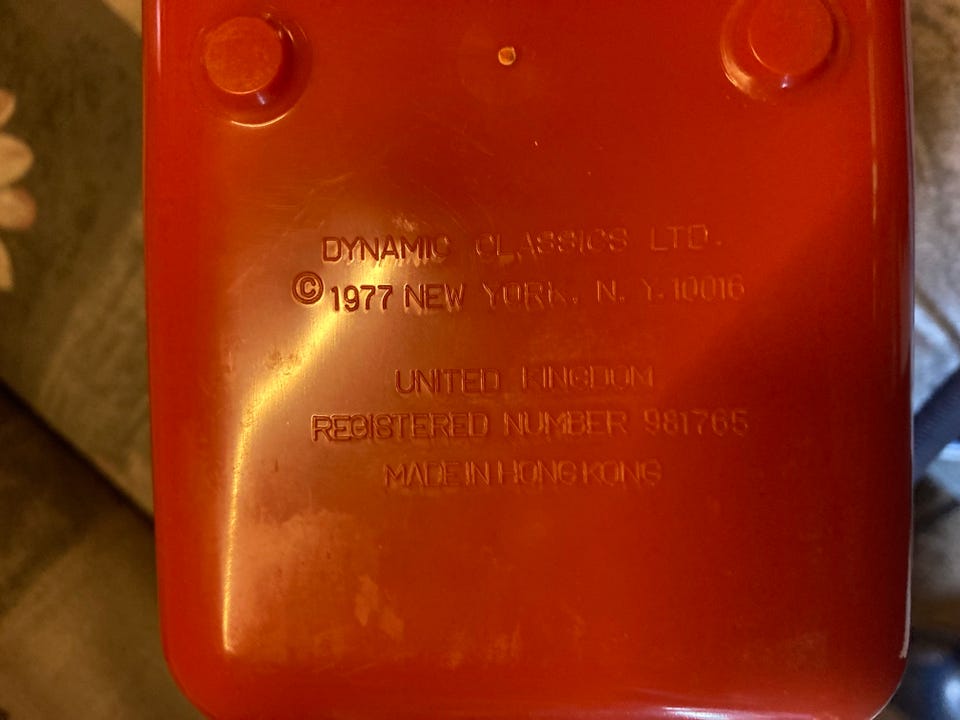 DYNAMIC CLASSICS LTD.
© 1977 NEW YORK, N.Y. 10016
UNITED KINGDOM
REGISTERED NUMBER 981765
MADE IN HONG KONG